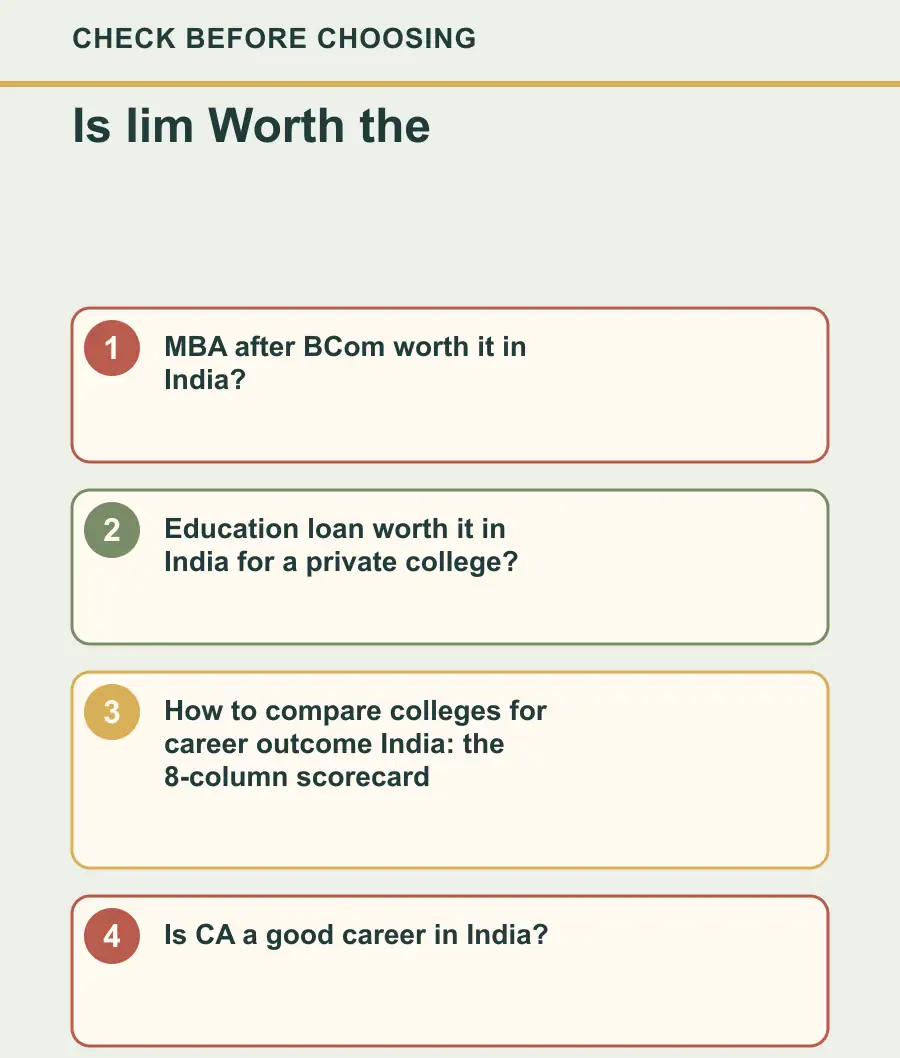 CHECK BEFORE CHOOSING
Is Iim Worth the
1
MBA after BCom worth it in
India?
2
Education loan worth it in
India for a private college?
3
How to compare colleges for
career outcome India: the
8-column scorecard
4
Is CA a good career in India?